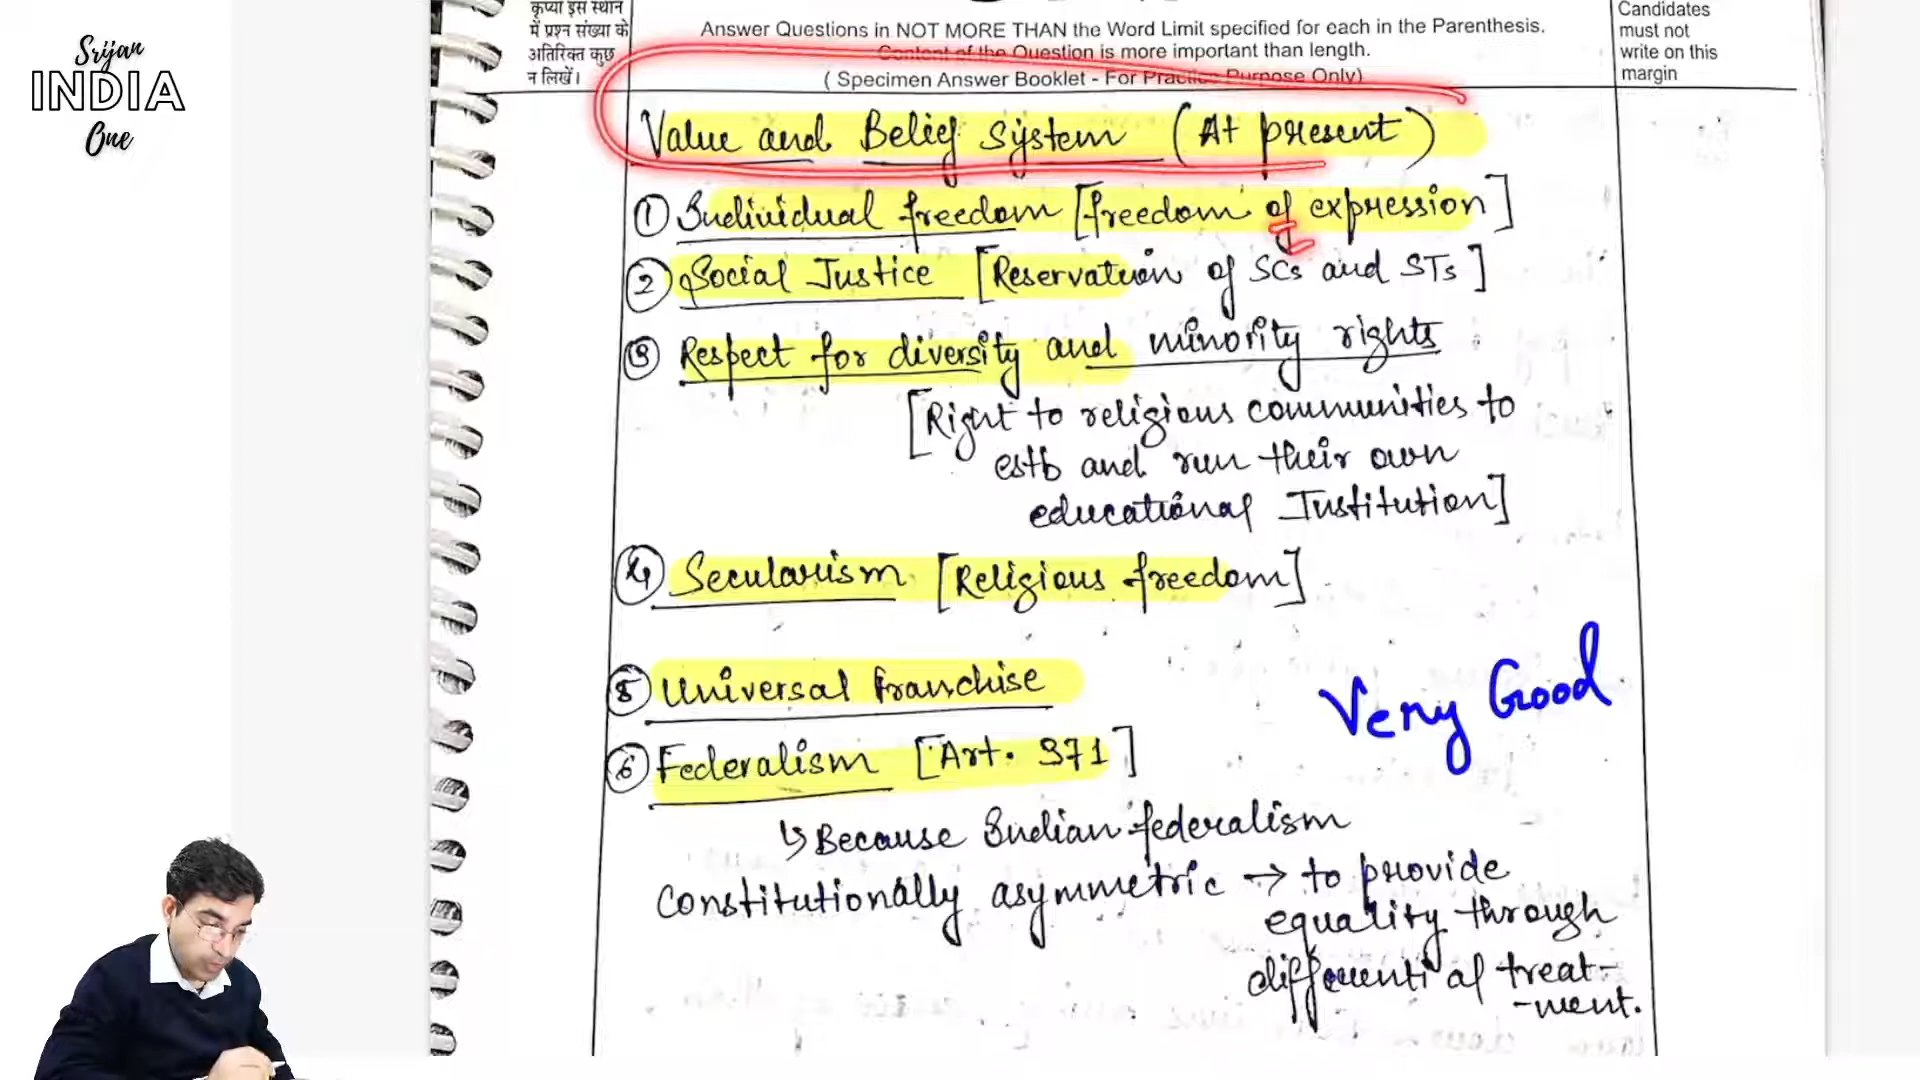 Srijan
INDIA
One
कृप्या इस स्थान
में प्रश्न संख्या के
अतिरिक्त कुछ
न लिखें।
Answer Questions in NOT MORE THAN the Word Limit specified for each in the Parenthesis.
Content of the Question is more important than length.
( Specimen Answer Booklet - For Practice Purpose Only)
Candidates
must not
write on this
margin
Value and Belief System (At present)
① Individual freedom [freedom of expression]
② Social Justice [Reservation of SCs and STs]
③ Respect for diversity and minority rights
[Right to religious communities to
estb and run their own
educational Institution]
④ Secularism [Religious freedom]
⑤ Universal franchise
⑥ Federalism [Art. 371]
↳ Because Indian federalism
constitutionally asymmetric → to provide
equality through
differential treat-
-ment.
Very Good